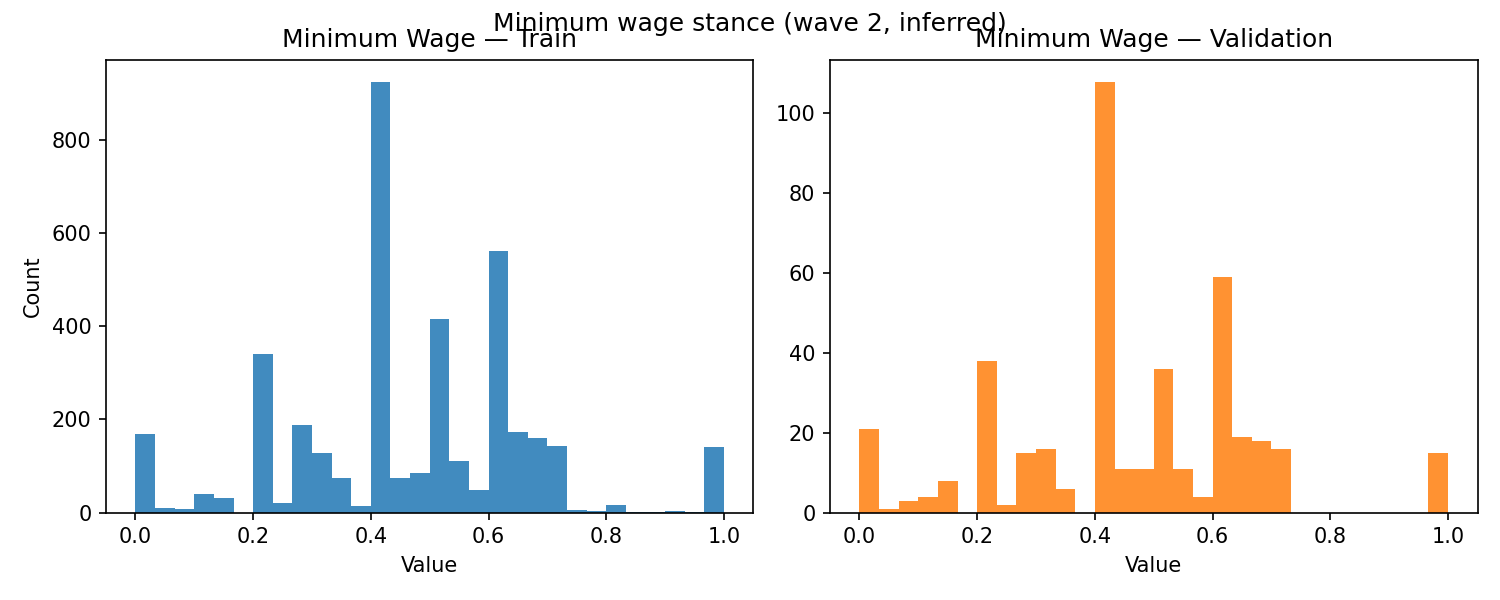 Minimum wage stance (wave 2, inferred)
Minimum Wage — Train
Count
800
600
400
200
0
0.0 0.2 0.4 0.6 0.8 1.0
Value
Minimum Wage — Validation
100
80
60
40
20
0
0.0 0.2 0.4 0.6 0.8 1.0
Value